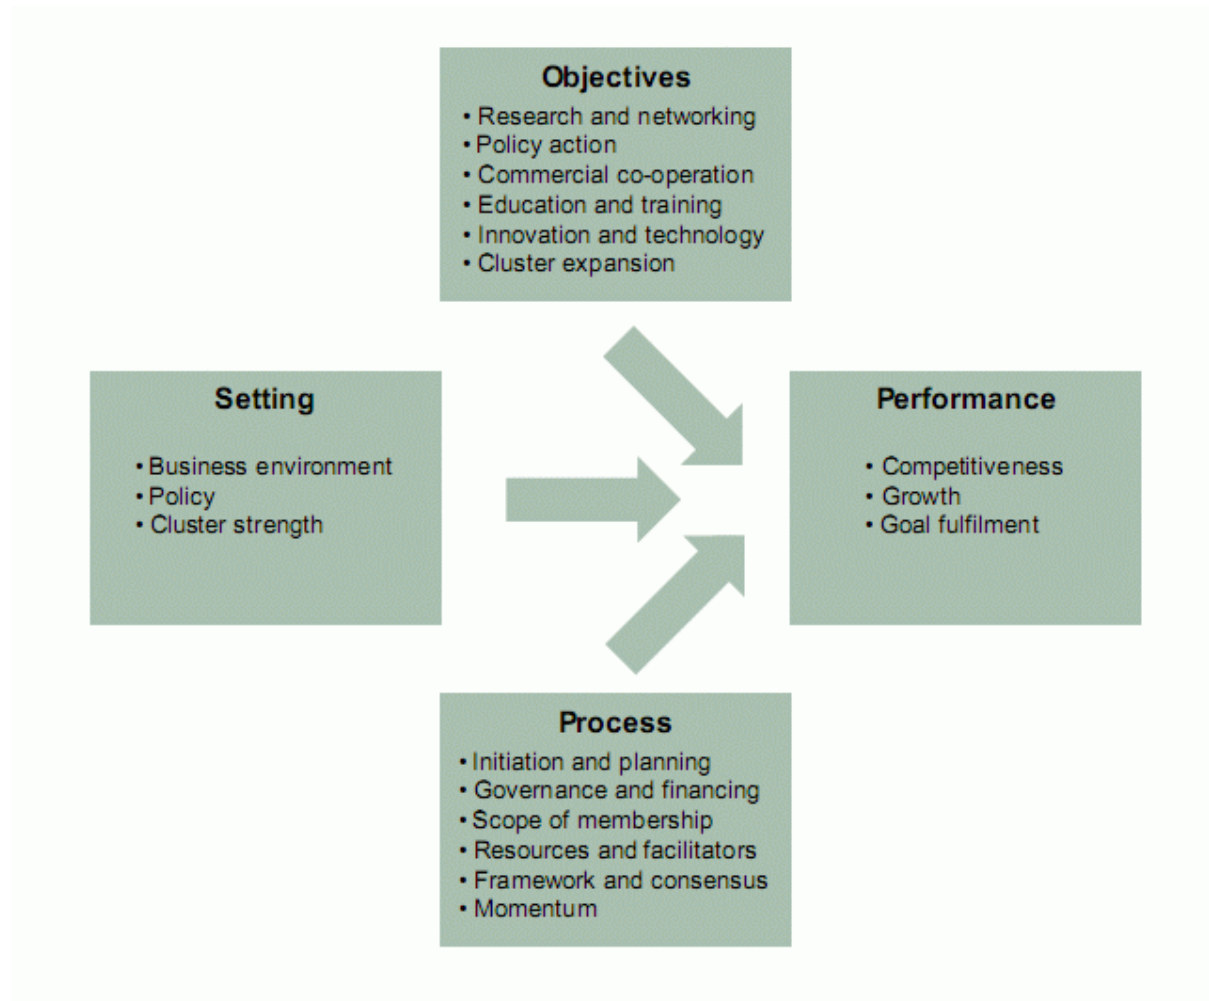 Objectives
• Research and networking
• Policy action
• Commercial co-operation
• Education and training
• Innovation and technology
• Cluster expansion
Setting
• Business environment
• Policy
• Cluster strength
Performance
• Competitiveness
• Growth
• Goal fulfilment
Process
• Initiation and planning
• Governance and financing
• Scope of membership
• Resources and facilitators
• Framework and consensus
• Momentum